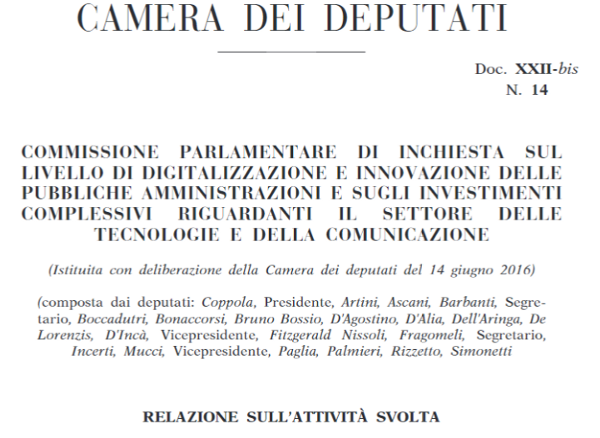 CAMERA DEI DEPUTATI
Doc. XXII-bis
N. 14
COMMISSIONE PARLAMENTARE DI INCHIESTA SUL
LIVELLO DI DIGITALIZZAZIONE E INNOVAZIONE DELLE
PUBBLICHE AMMINISTRAZIONI E SUGLI INVESTIMENTI
COMPLESSIVI RIGUARDANTI IL SETTORE DELLE
TECNOLOGIE E DELLA COMUNICAZIONE
(Istituita con deliberazione della Camera dei deputati del 14 giugno 2016)
(composta dai deputati: Coppola, Presidente, Artini, Ascani, Barbanti, Segre-
tario, Boccadutri, Bonaccorsi, Bruno Bossio, D'Agostino, D'Alia, Dell'Aringa, De
Lorenzis, D'Incà, Vicepresidente, Fitzgerald Nissoli, Fragomeli, Segretario,
Incerti, Mucci, Vicepresidente, Paglia, Palmieri, Rizzetto, Simonetti
RELAZIONE SULL'ATTIVITÀ SVOLTA